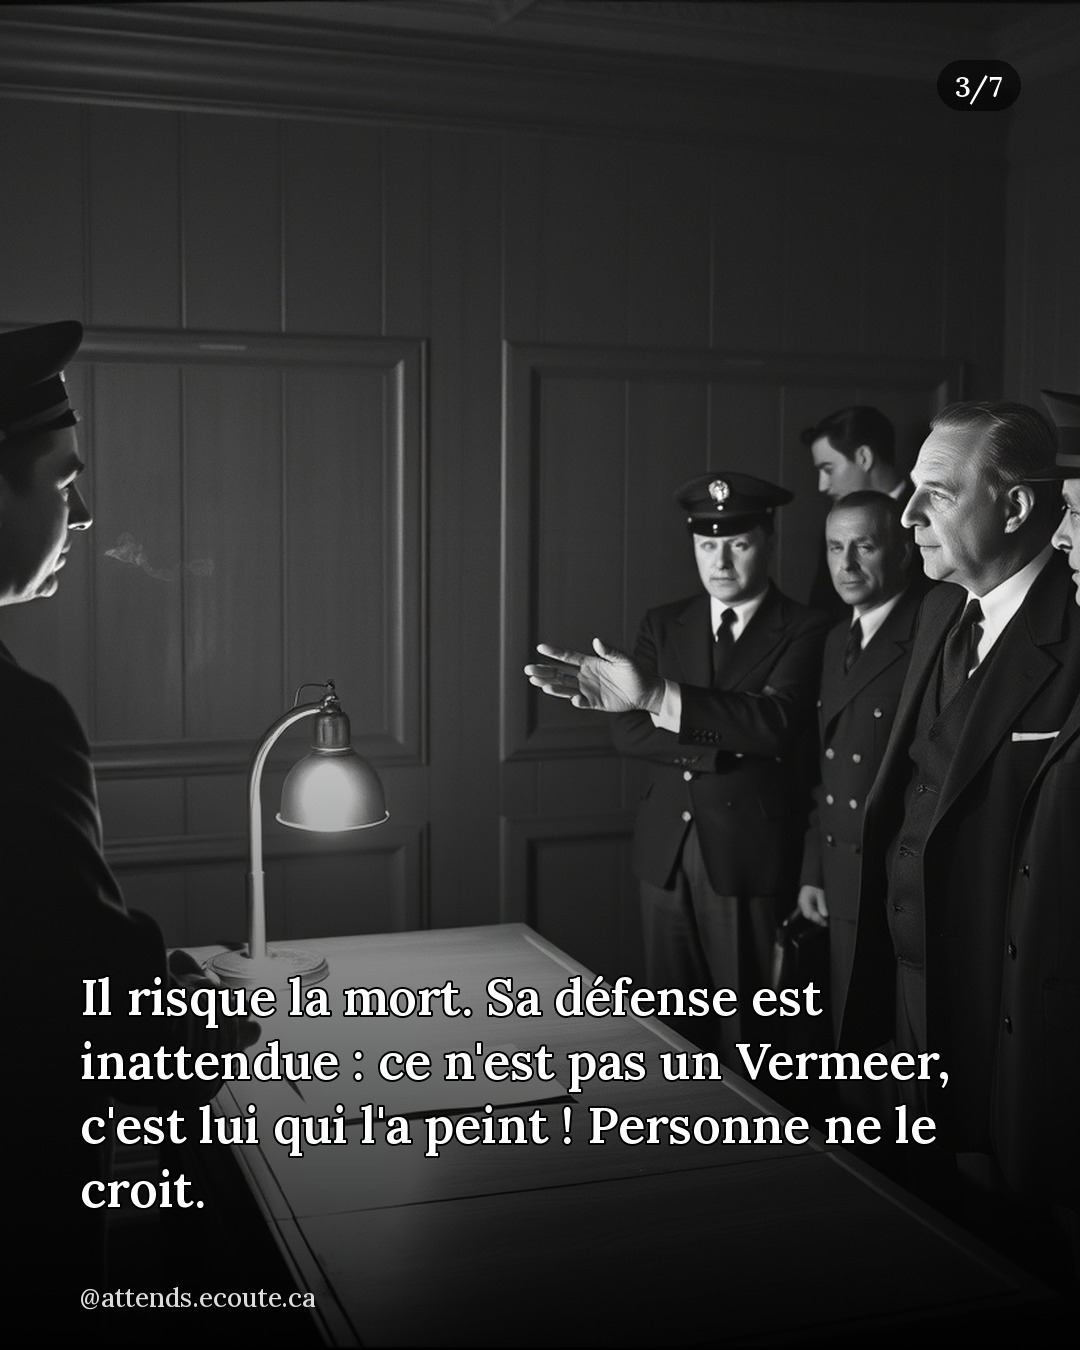 3/7
Il risque la mort. Sa défense est
inattendue : ce n'est pas un Vermeer,
c'est lui qui l'a peint ! Personne ne le
croit.
@attends.ecoute.ca